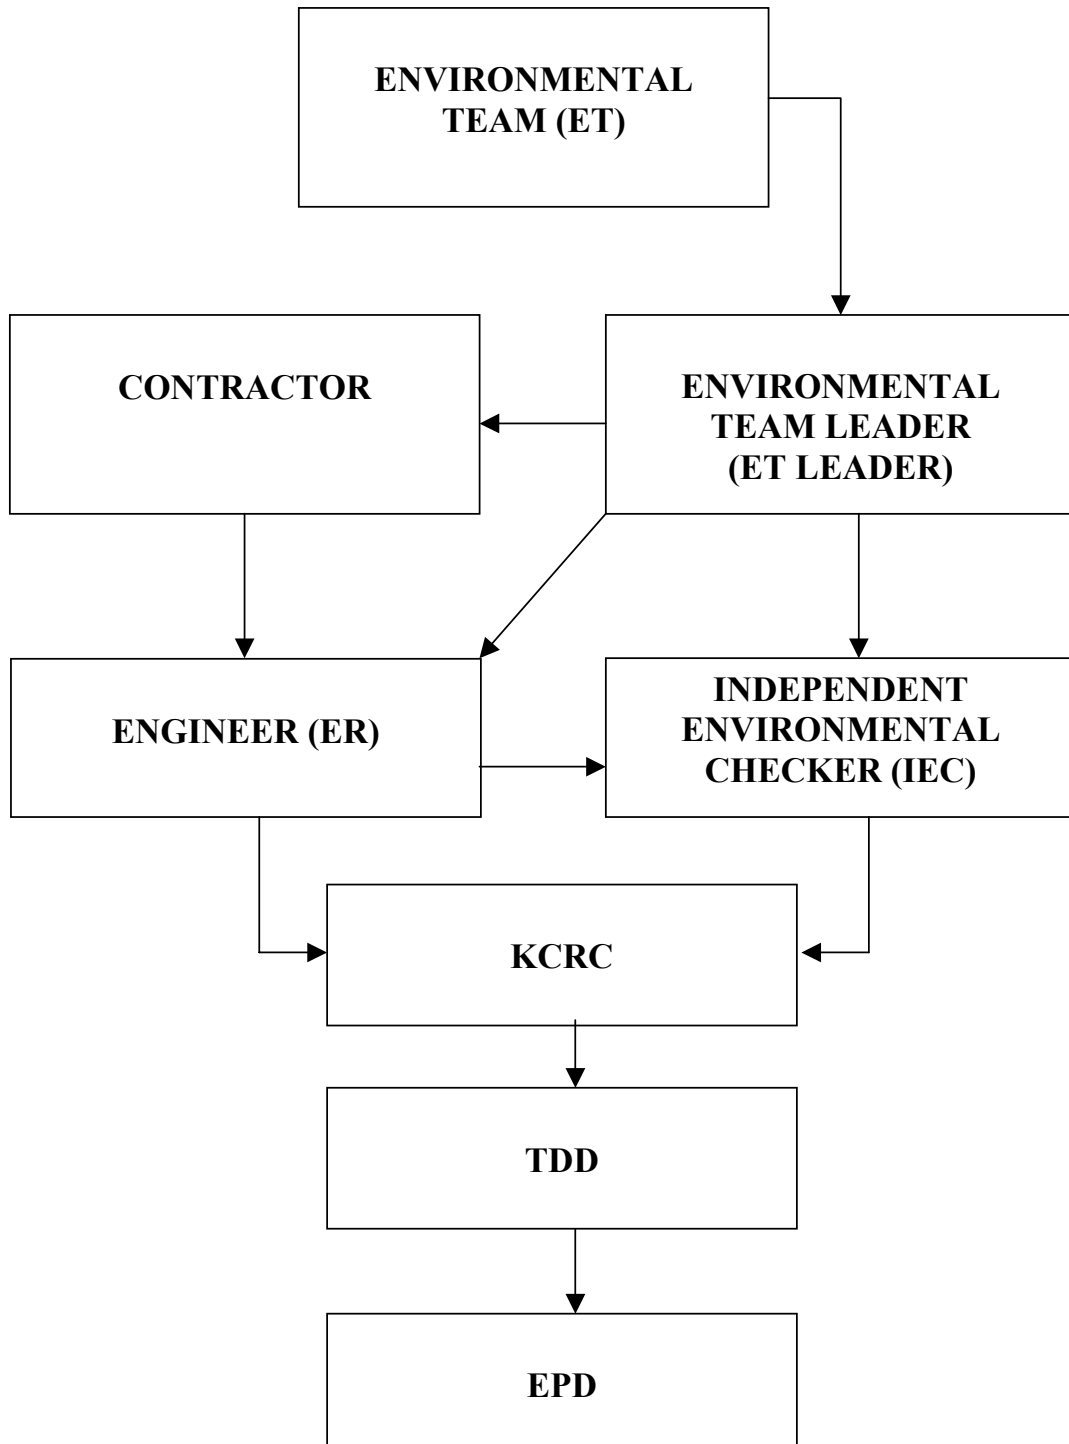 ENVIRONMENTAL
TEAM (ET)
CONTRACTOR
ENVIRONMENTAL
TEAM LEADER
(ET LEADER)
ENGINEER (ER)
INDEPENDENT
ENVIRONMENTAL
CHECKER (IEC)
KCRC
TDD
EPD